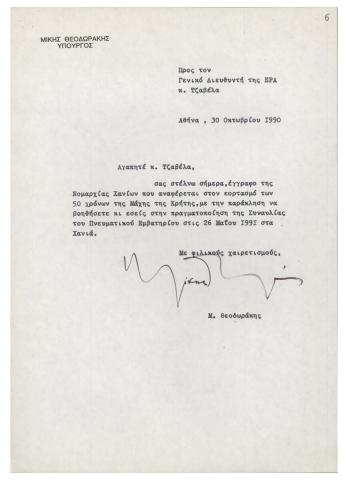 6
ΜΙΚΗΣ ΘΕΟΔΩΡΑΚΗΣ
ΥΠΟΥΡΓΟΣ
Προς τον
Γενικό Διευθυντή της ΕΡΑ
κ. Τζαβέλα
Αθήνα , 30 Οκτωβρίου 1990
Αγαπητέ κ. Τζαβέλα,
σας στέλνω σήμερα,έγγραφο της
Νομαρχίας Χανίων που αναφέρεται στον εορτασμό των
50 χρόνων της Μάχης της Κρήτης,με την παράκληση να
βοηθήσετε κι εσείς στην πραγματοποίηση της Συναυλίας
του Πνευματικού Εμβατηρίου στις 26 Μαΐου 1991 στα
Χανιά.
Με φιλικούς χαιρετισμούς,
Μ. Θεοδωράκης